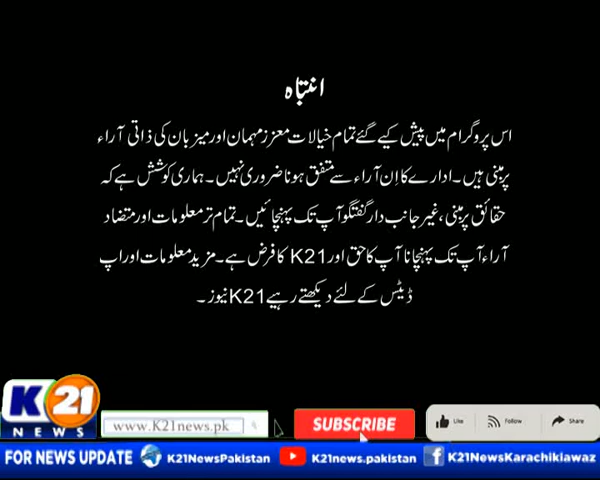 انتباہ
اس پروگرام میں پیش کیے گئے تمام خیالات معزز مہمان اور میزبان کی ذاتی آراء
پر مبنی ہیں۔ ادارے کا اِن آراء سے متفق ہونا ضروری نہیں۔ ہماری کوشش ہے کہ
حقائق پر مبنی، غیر جانب دار گفتگو آپ تک پہنچائیں۔ تمام تر معلومات اور متضاد
آراء آپ تک پہنچانا آپ کا حق اور K21 کا فرض ہے۔ مزید معلومات اور اپ
ڈیٹس کے لئے دیکھتے رہیے K21 نیوز۔
K21
NEWS
www.K21news.pk
SUBSCRIBE
Like
Follow
Share
FOR NEWS UPDATE
K21NewsPakistan
K21news.pakistan
K21NewsKarachikiawaz